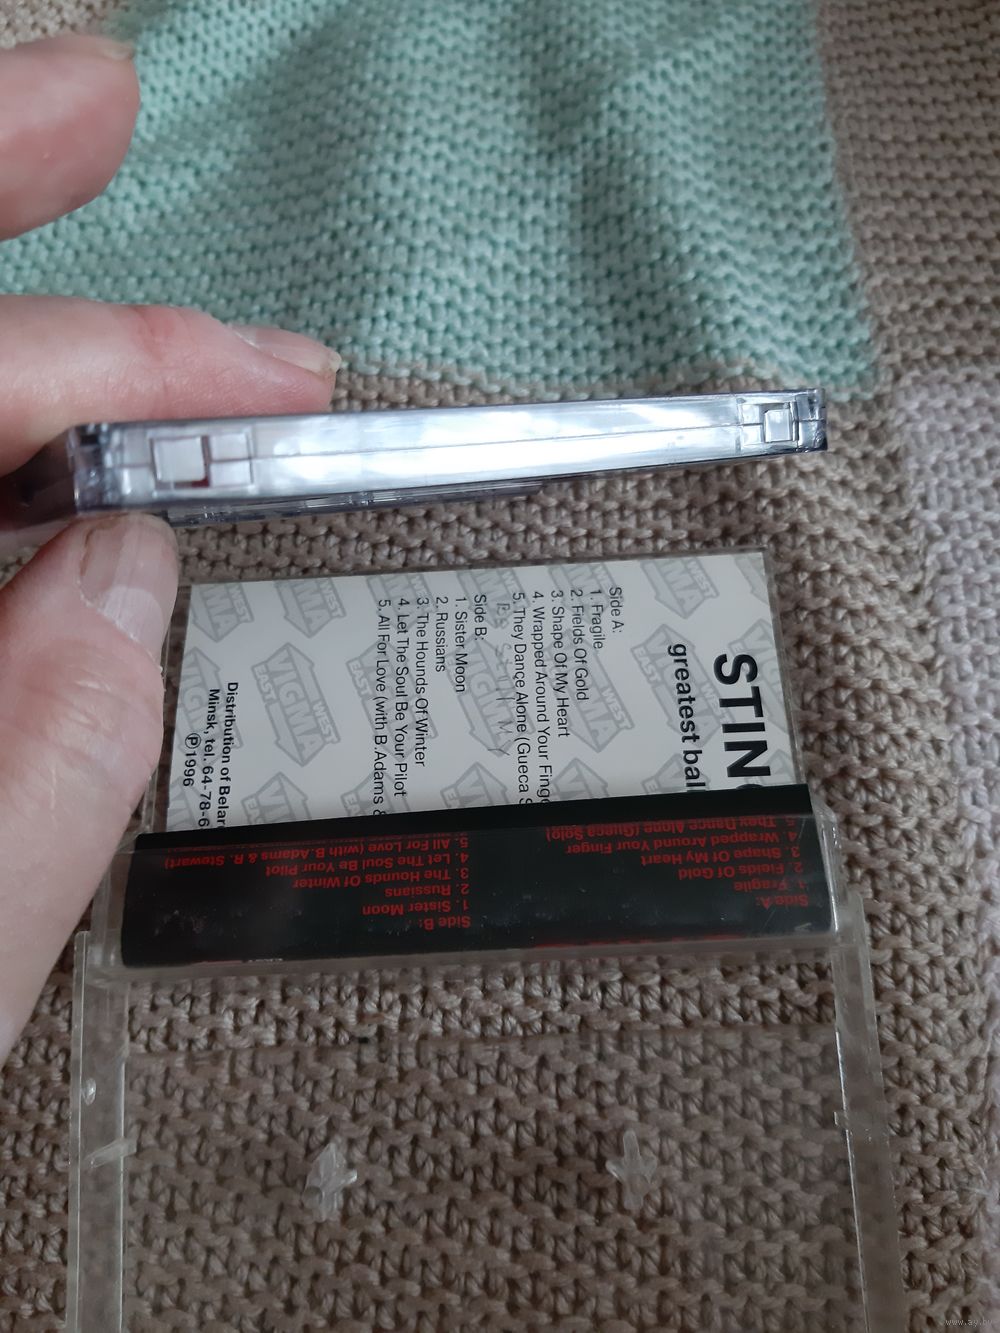 STING
greatest bal
Side A:
1. Fragile
2. Fields Of Gold
3. Shape Of My Heart
4. Wrapped Around Your Finge
5. They Dance Alone (Gueca S
Side B:
1. Sister Moon
2. Russians
3. The Hounds Of Winter
4. Let The Soul Be Your Pilot
5. All For Love (with B.Adams &
Distribution of Belar
Minsk, tel. 64-78-6
℗1996
VIGMA
EAST
WEST
Side A:
1. Fragile
2. Fields Of Gold
3. Shape Of My Heart
4. Wrapped Around Your Finger
5. They Dance Alone (Gueca Solo)
Side B:
1. Sister Moon
2. Russians
3. The Hounds Of Winter
4. Let The Soul Be Your Pilot
5. All For Love (with B.Adams & R. Stewart)
www.ay.by